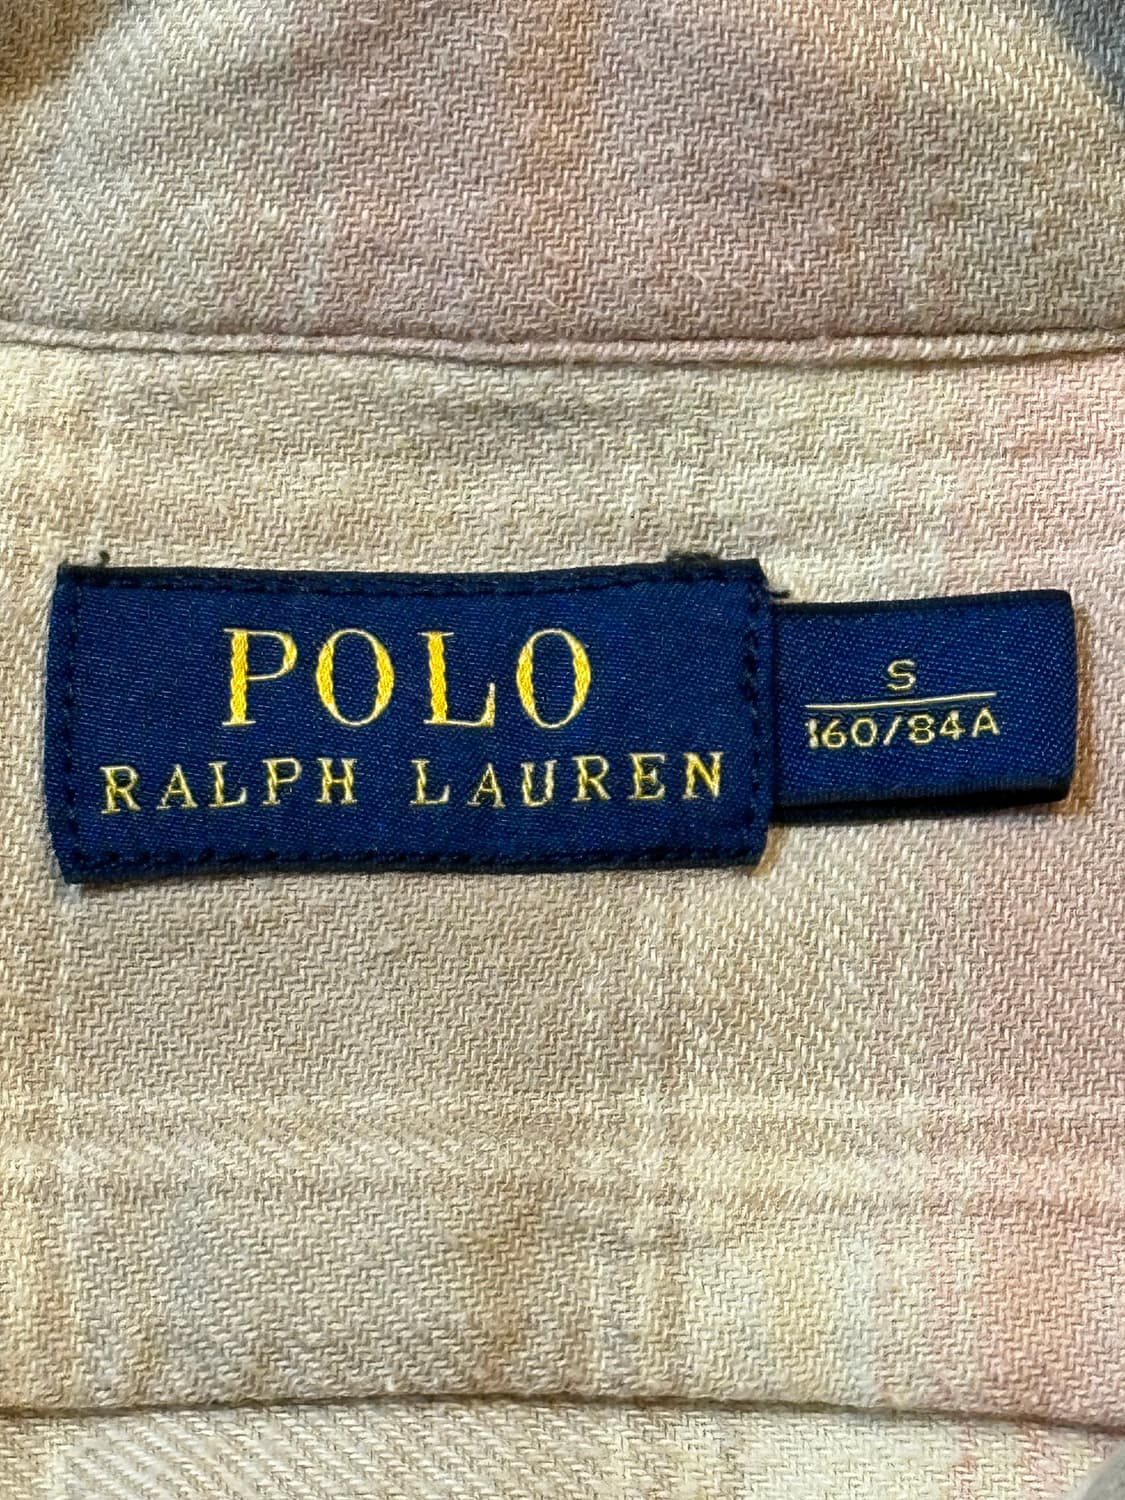 POLO
RALPH LAUREN
S
160/84A